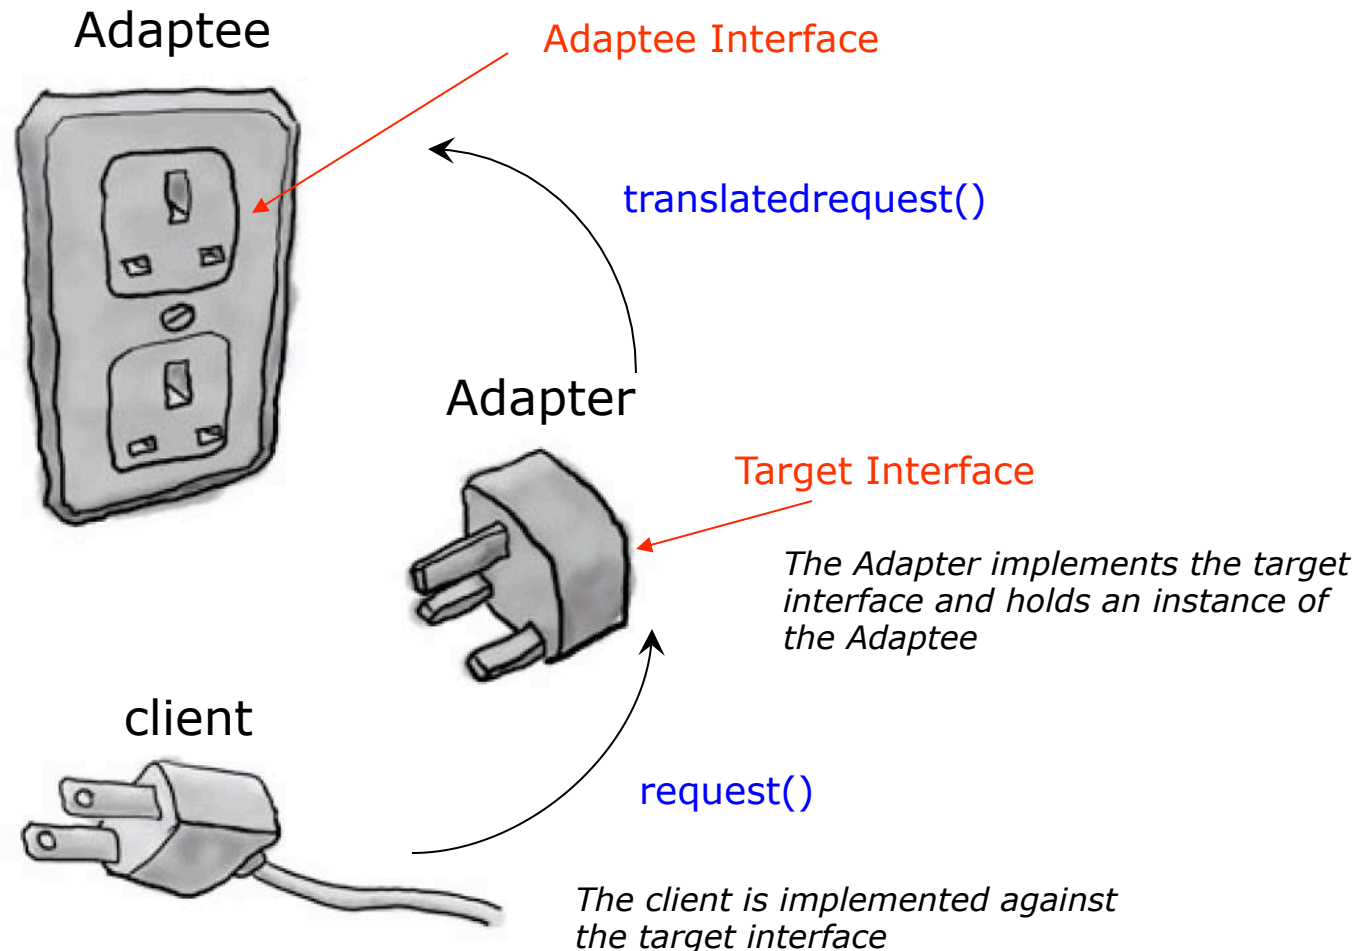 Adaptee
Adaptee Interface
translatedrequest()
Adapter
Target Interface
The Adapter implements the target
interface and holds an instance of
the Adaptee
client
request()
The client is implemented against
the target interface